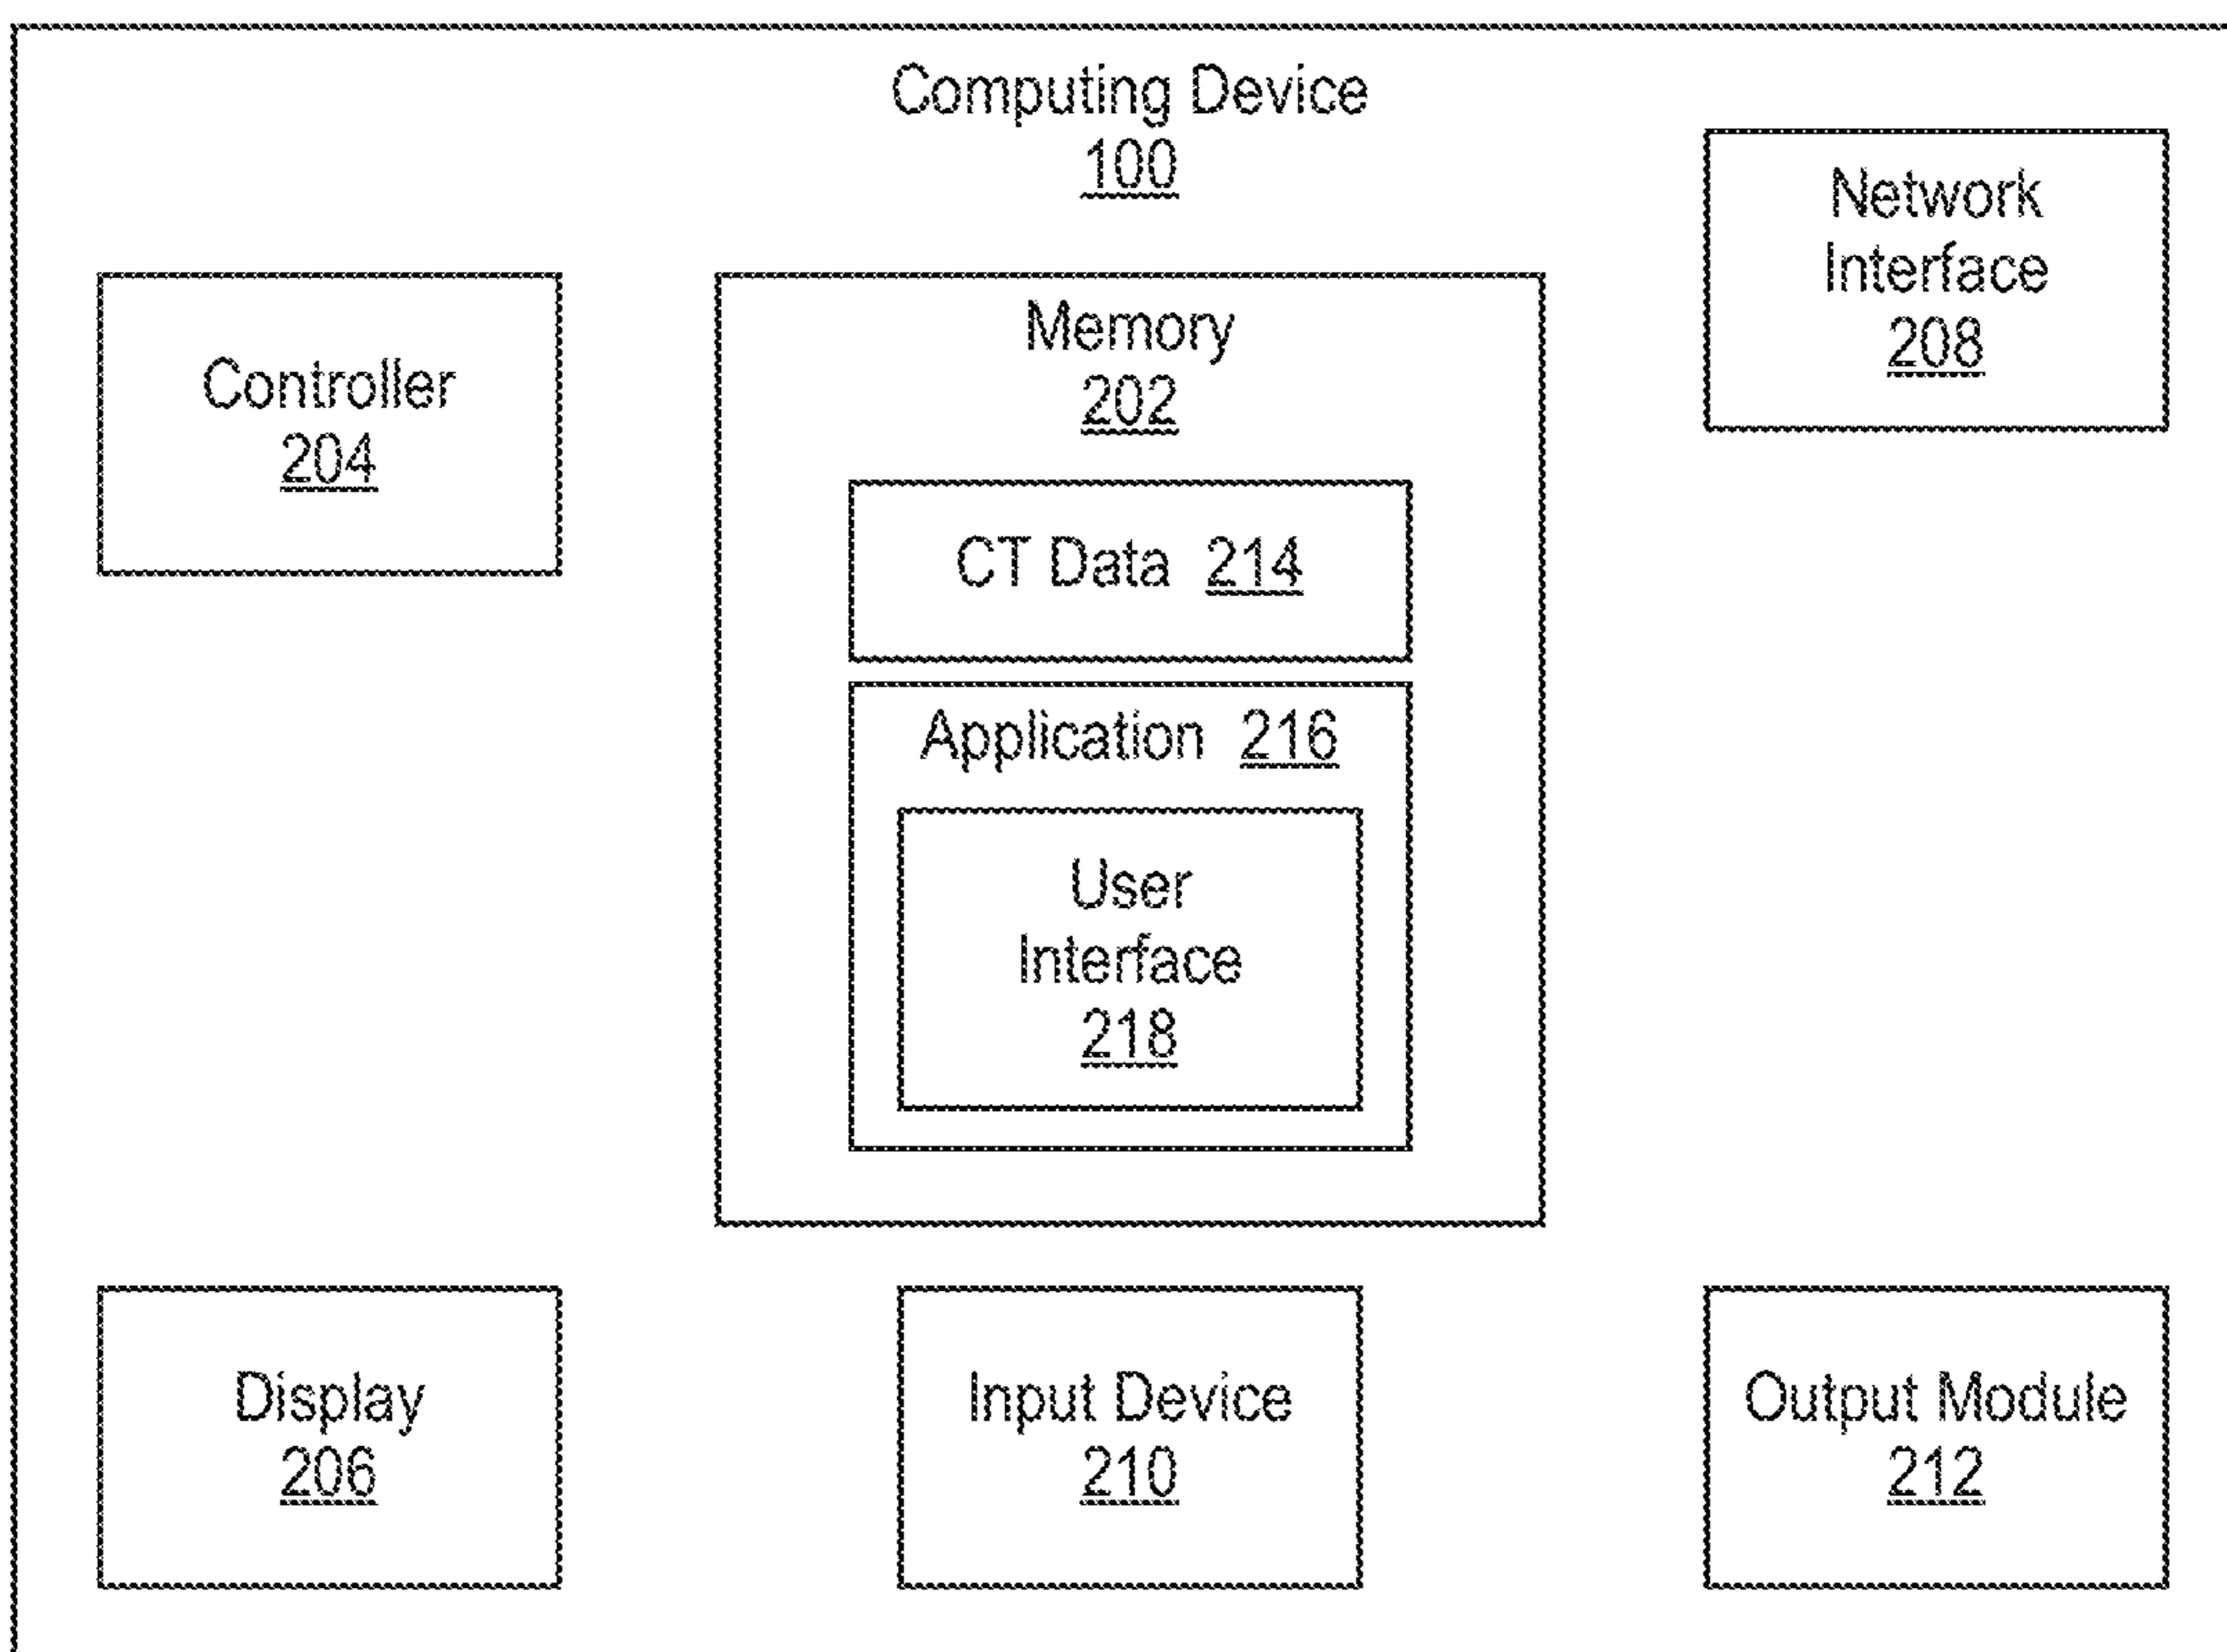 Computing Device
100
Network
Interface
208
Controller
204
Memory
202
CT Data 214
Application 216
User
Interface
218
Display
206
Input Device
210
Output Module
212